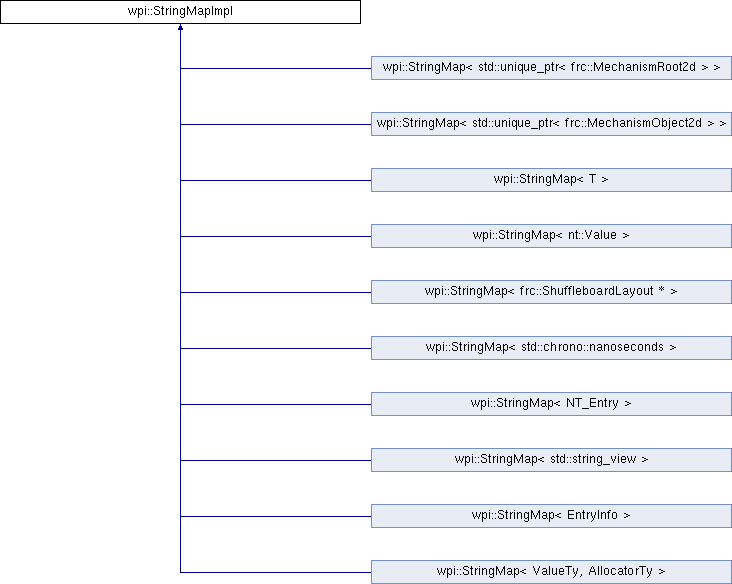 wpi::StringMapImpl
wpi::StringMap< std::unique_ptr< frc::MechanismRoot2d > >
wpi::StringMap< std::unique_ptr< frc::MechanismObject2d > >
wpi::StringMap< T >
wpi::StringMap< nt::Value >
wpi::StringMap< frc::ShuffleboardLayout * >
wpi::StringMap< std::chrono::nanoseconds >
wpi::StringMap< NT_Entry >
wpi::StringMap< std::string_view >
wpi::StringMap< EntryInfo >
wpi::StringMap< ValueTy, AllocatorTy >